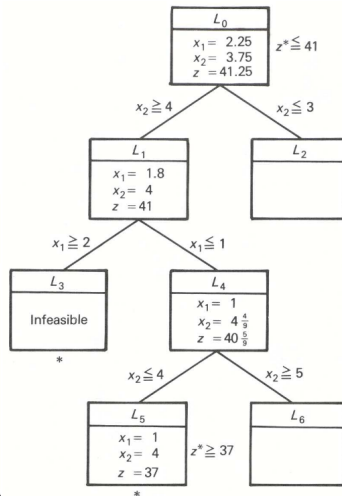 L₀
x₁ = 2.25
x₂ = 3.75
z = 41.25
z* ≦ 41
x₂ ≧ 4
x₂ ≦ 3
L₁
x₁ = 1.8
x₂ = 4
z = 41
L₂
x₁ ≧ 2
x₁ ≦ 1
L₃
Infeasible
*
L₄
x₁ = 1
x₂ = 4 4/9
z = 40 5/9
x₂ ≦ 4
x₂ ≧ 5
L₅
x₁ = 1
x₂ = 4
z = 37
z* ≧ 37
*
L₆